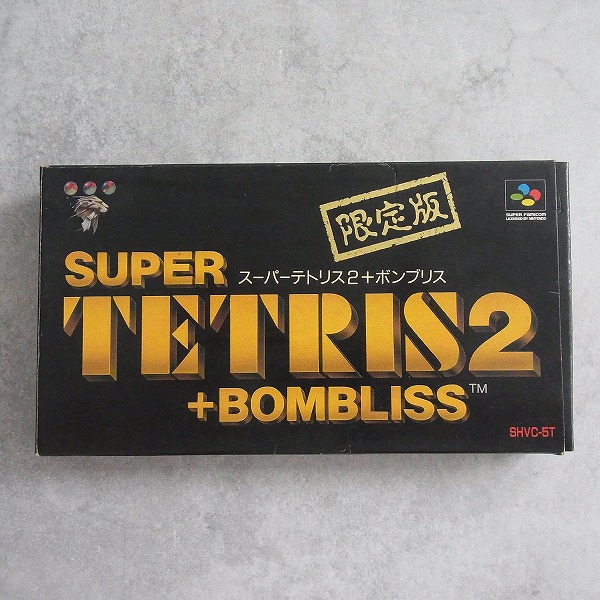 限定版
SUPER FAMICOM
LICENSED BY NINTENDO
SUPER
スーパーテトリス2+ボンブリス
TETRIS2
+BOMBLISS™
SHVC-5T